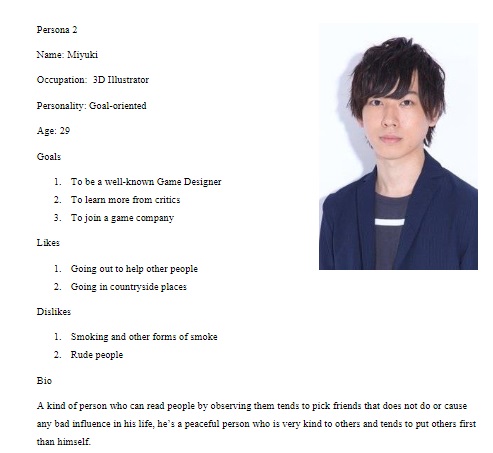 Persona 2
Name: Miyuki
Occupation:  3D Illustrator
Personality: Goal-oriented
Age: 29
Goals
1. To be a well-known Game Designer
2. To learn more from critics
3. To join a game company
Likes
1. Going out to help other people
2. Going in countryside places
Dislikes
1. Smoking and other forms of smoke
2. Rude people
Bio
A kind of person who can read people by observing them tends to pick friends that does not do or cause
any bad influence in his life, he’s a peaceful person who is very kind to others and tends to put others first
than himself.